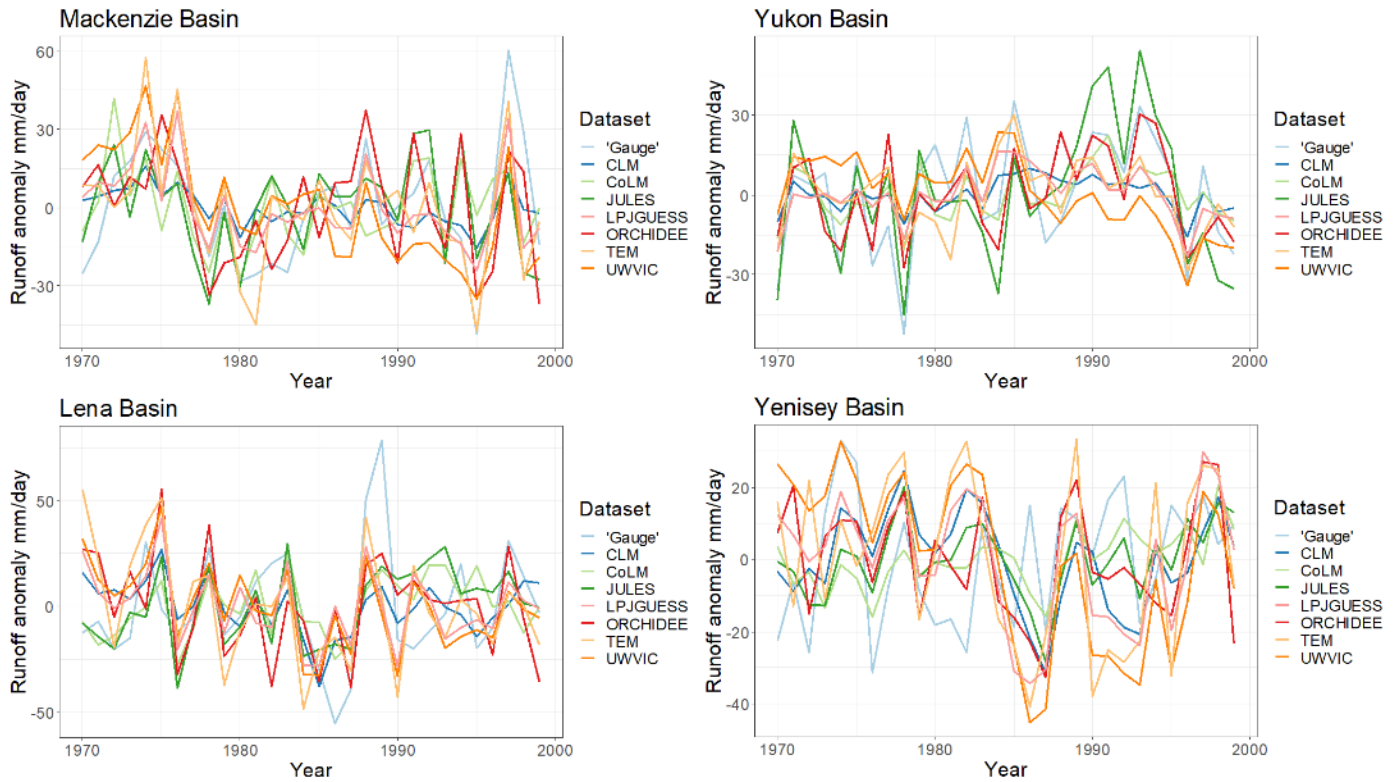 Mackenzie Basin
Runoff anomaly mm/day
60
30
0
-30
1970
1980
1990
2000
Year
Dataset
'Gauge'
CLM
CoLM
JULES
LPJGUESS
ORCHIDEE
TEM
UWVIC
Yukon Basin
Runoff anomaly mm/day
30
0
-30
1970
1980
1990
2000
Year
Dataset
'Gauge'
CLM
CoLM
JULES
LPJGUESS
ORCHIDEE
TEM
UWVIC
Lena Basin
Runoff anomaly mm/day
50
0
-50
1970
1980
1990
2000
Year
Dataset
'Gauge'
CLM
CoLM
JULES
LPJGUESS
ORCHIDEE
TEM
UWVIC
Yenisey Basin
Runoff anomaly mm/day
20
0
-20
-40
1970
1980
1990
2000
Year
Dataset
'Gauge'
CLM
CoLM
JULES
LPJGUESS
ORCHIDEE
TEM
UWVIC